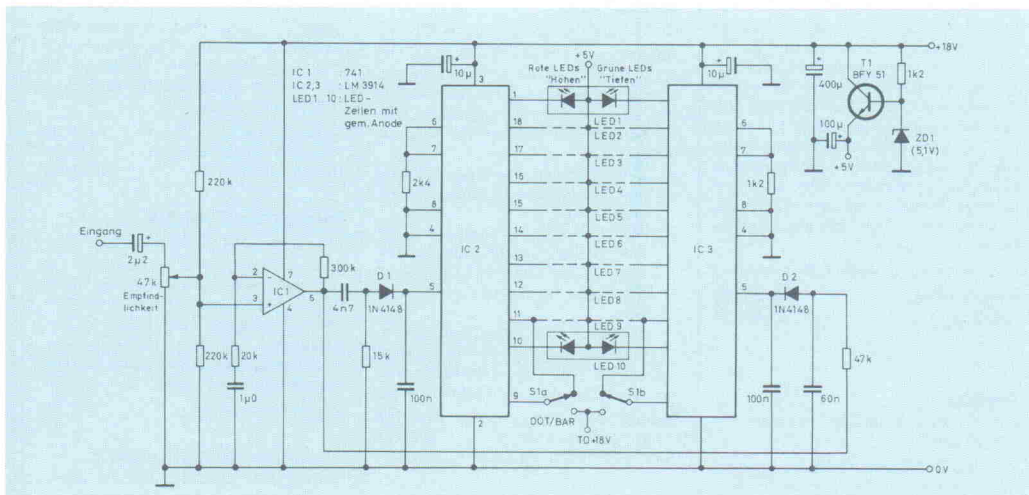 +18V
IC 1 : 741
IC 2,3 : LM 3914
LED 1...10 : LED-
Zeilen mit
gem. Anode
10µ
3
+5V
Rote LEDs
"Höhen"
Grüne LEDs
"Tiefen"
10µ
400µ
T1
BFY 51
1k2
100µ
+5V
ZD1
(5,1V)
1
LED1
18
LED2
17
LED 3
16
LED 4
15
LED 5
14
LED 6
13
LED 7
12
LED 8
11
LED 9
10
LED 10
6
7
2k4
8
4
IC 2
IC 3
6
7
1k2
8
4
220k
Eingang
2µ2
47k
Empfind-
lichkeit
220k
2
3
IC1
7
4
6
300k
4n7
D1
1N4148
5
20k
1µ0
15k
100n
9
S1a
S1b
DOT/BAR
TO+18V
2
5
D 2
1N4148
100n
60n
47k
0V